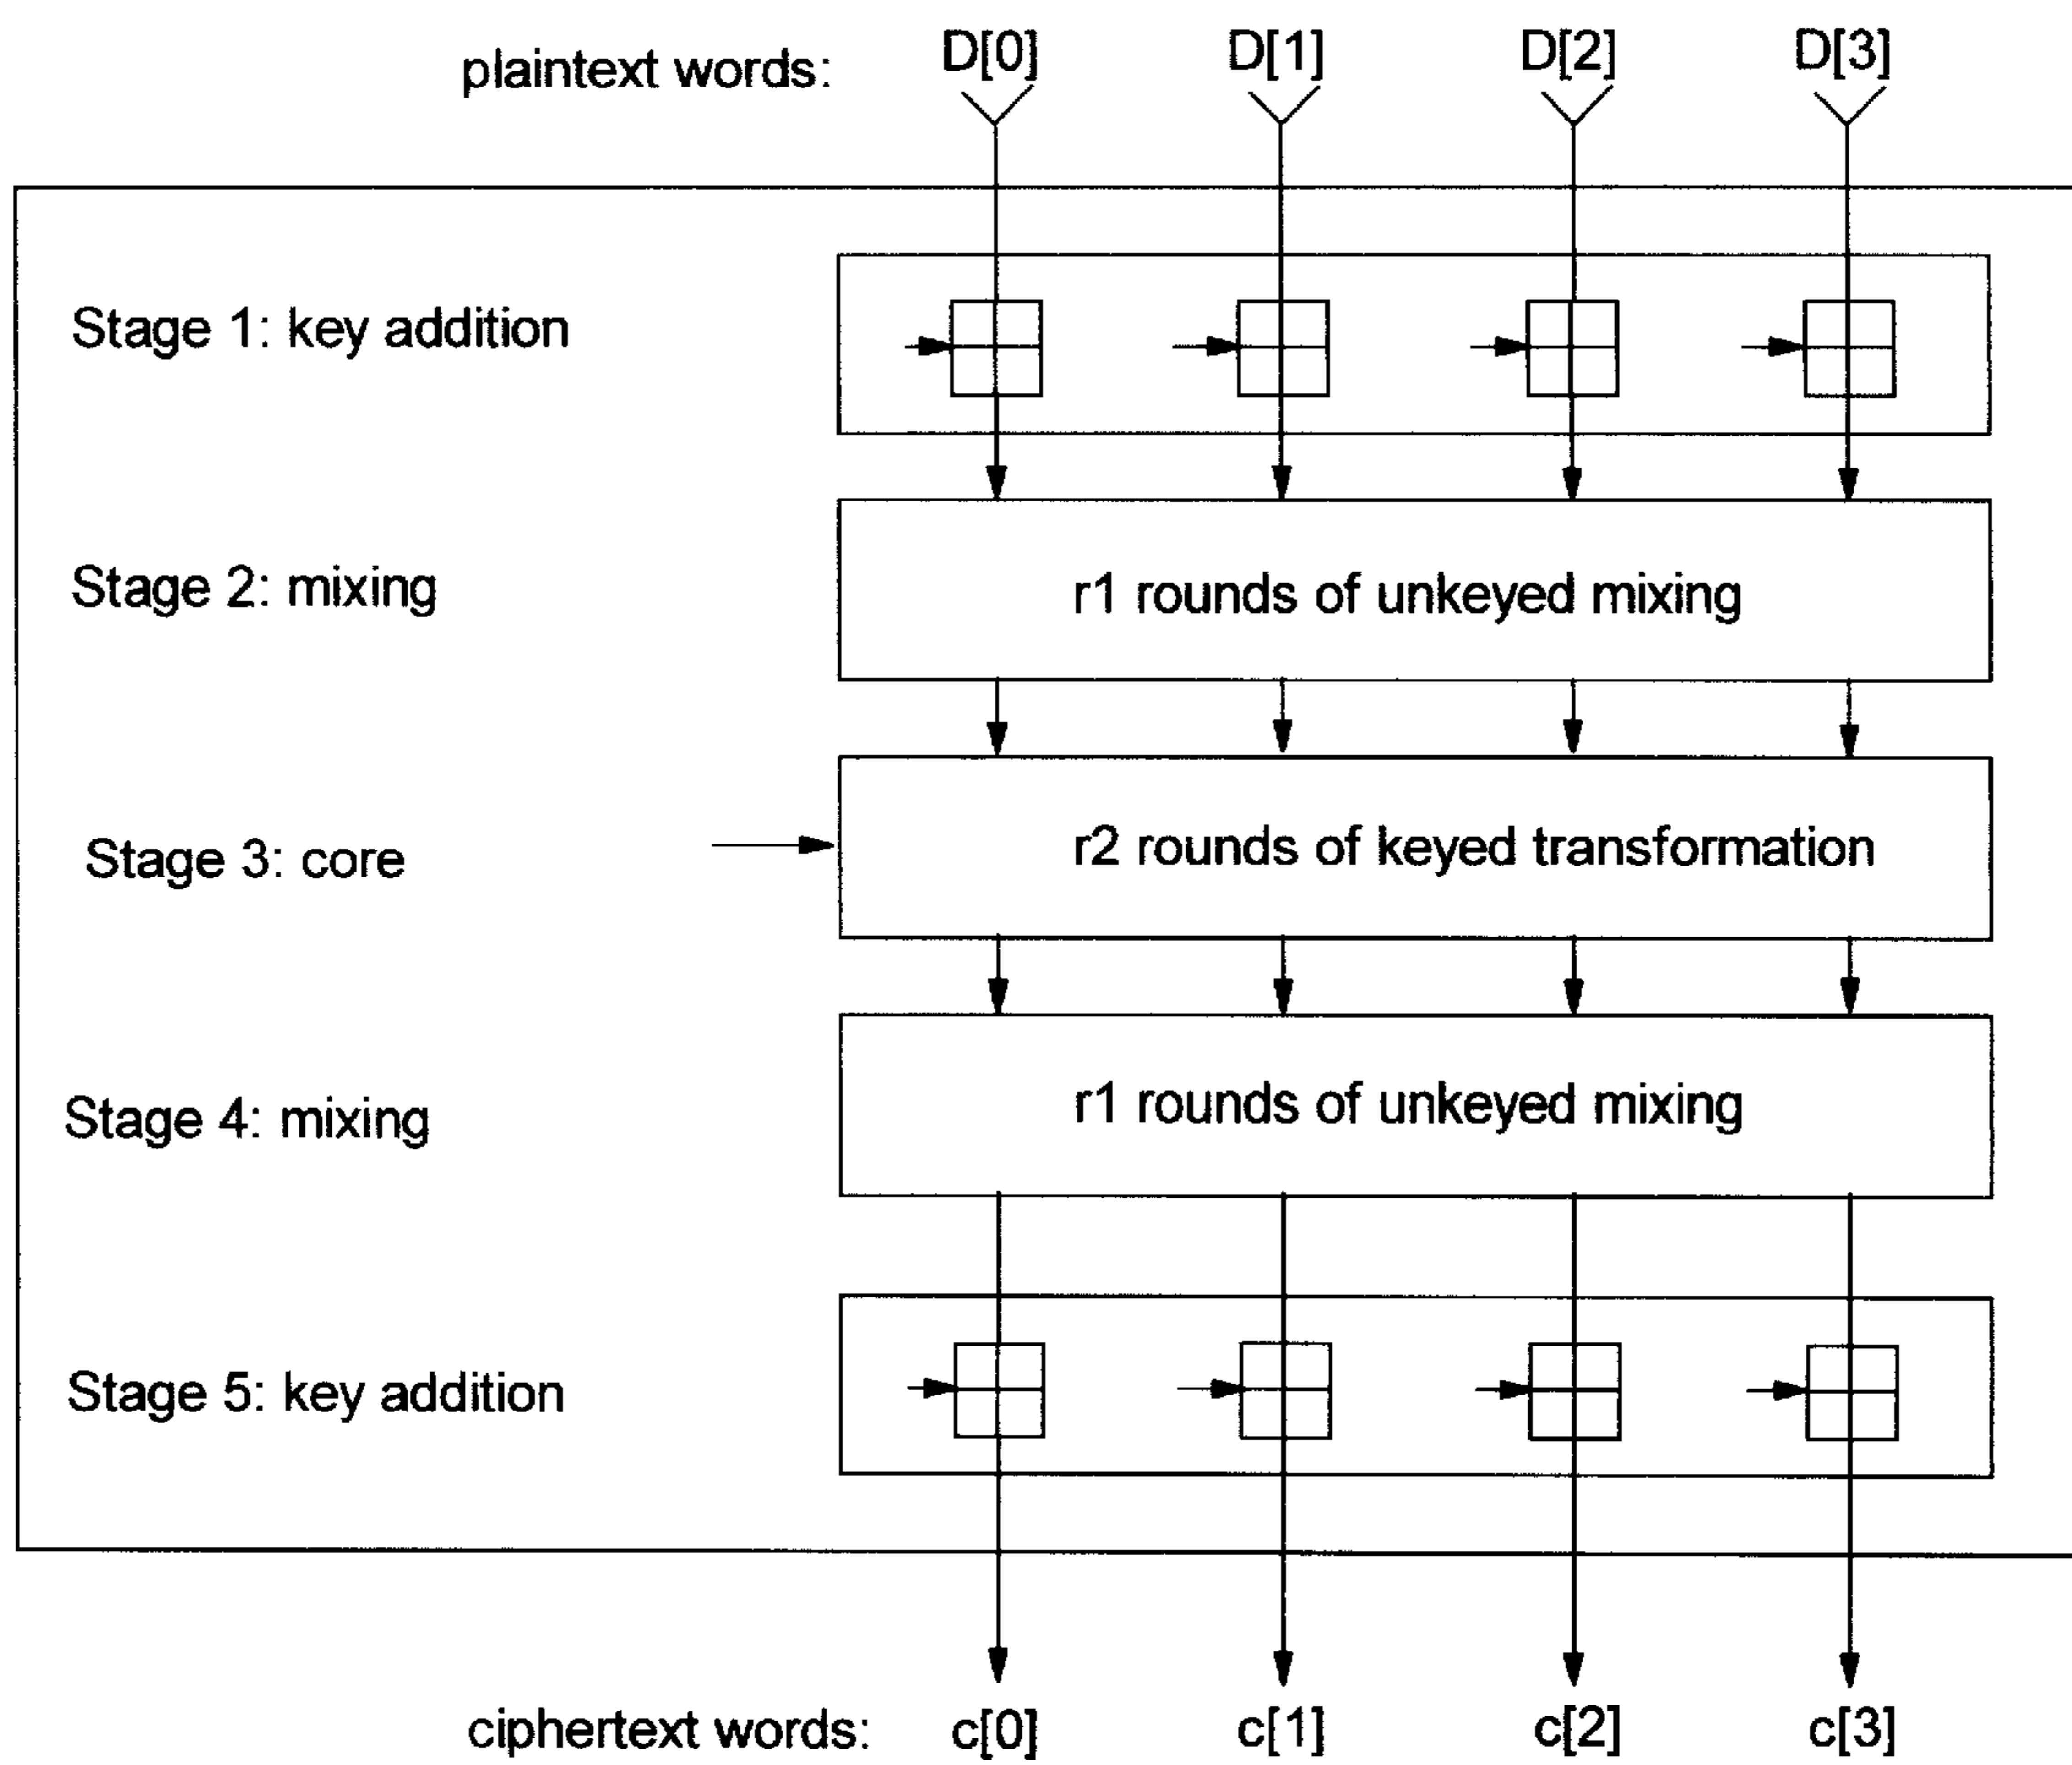 plaintext words: D[0] D[1] D[2] D[3]
Stage 1: key addition
Stage 2: mixing r1 rounds of unkeyed mixing
Stage 3: core r2 rounds of keyed transformation
Stage 4: mixing r1 rounds of unkeyed mixing
Stage 5: key addition
ciphertext words: c[0] c[1] c[2] c[3]